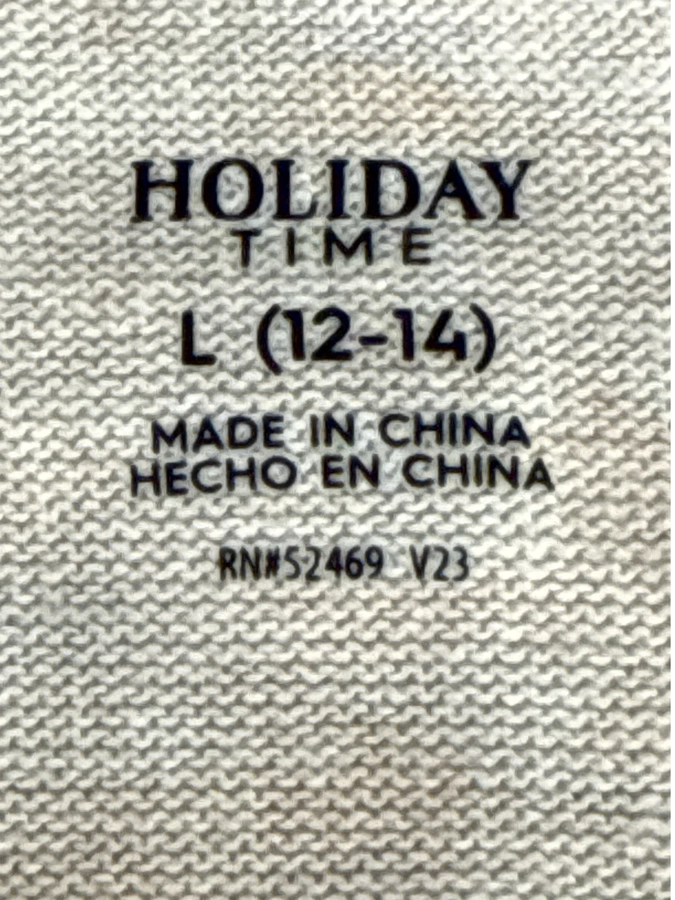 HOLIDAY
TIME
L (12-14)
MADE IN CHINA
HECHO EN CHINA
RN#52469 V23